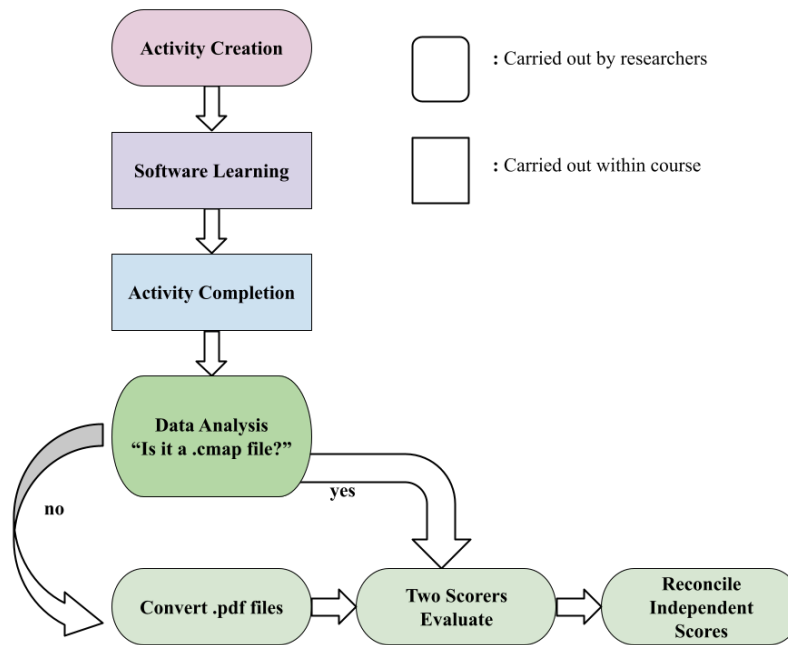 Activity Creation
: Carried out by researchers
Software Learning
: Carried out within course
Activity Completion
Data Analysis
“Is it a .cmap file?”
yes
no
Convert .pdf files
Two Scorers
Evaluate
Reconcile
Independent
Scores